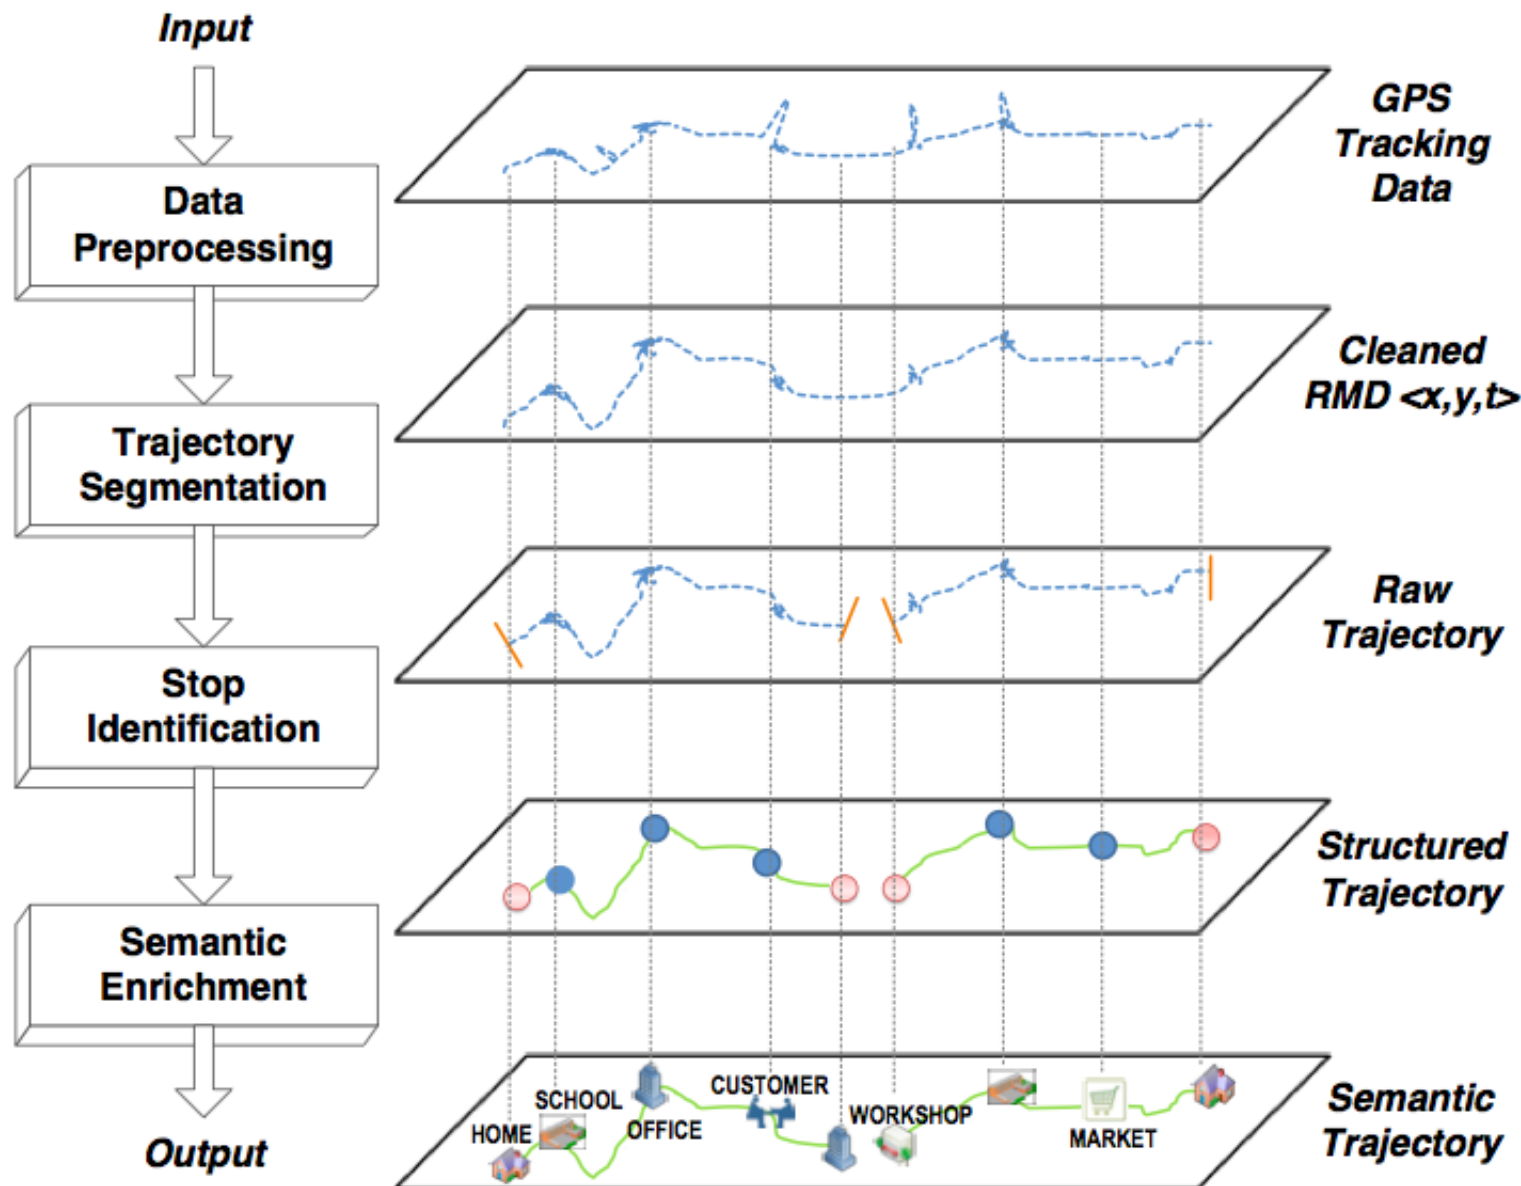 Input
GPS
Tracking
Data
Data
Preprocessing
Cleaned
RMD <x,y,t>
Trajectory
Segmentation
Raw
Trajectory
Stop
Identification
Structured
Trajectory
Semantic
Enrichment
CUSTOMER
SCHOOL
WORKSHOP
OFFICE
HOME
MARKET
Semantic
Trajectory
Output